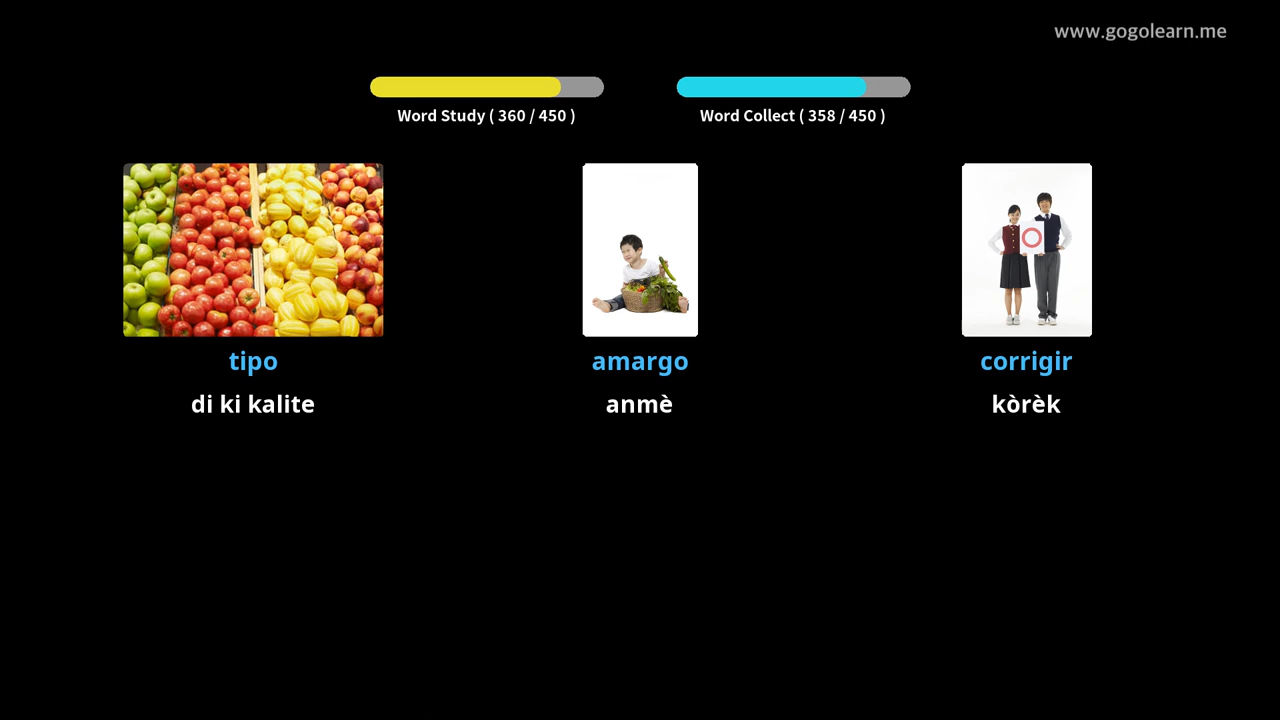 www.gogolearn.me
Word Study ( 360 / 450 )
Word Collect ( 358 / 450 )
tipo
amargo
corrigir
di ki kalite
anmè
kòrèk